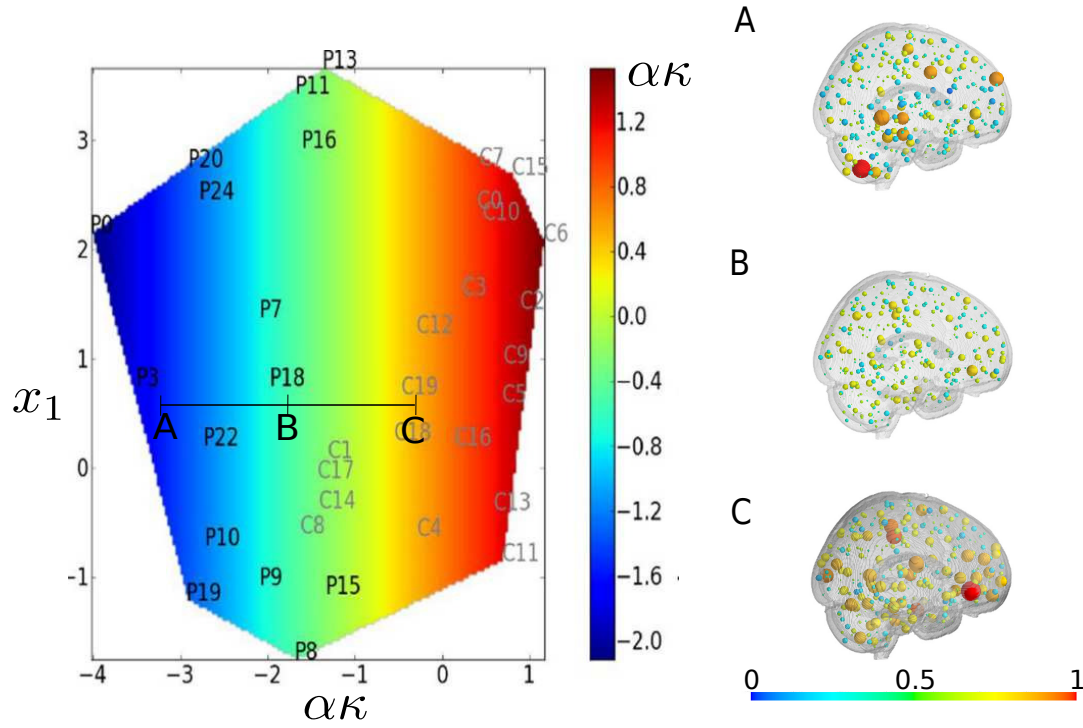 P13
P11
P16
P20
P24
P0
C7
C15
C0
C10
C6
C3
C2
C12
P7
C9
P3
P18
C19
C5
A
B
C
C18
P22
C16
C1
C17
C14
C13
C8
C4
P10
C11
P9
P15
P19
P8
3
2
1
0
−1
x₁
−4
−3
−2
−1
0
1
ακ
ακ
1.2
0.8
0.4
0.0
−0.4
−0.8
−1.2
−1.6
−2.0
A
B
C
0
0.5
1